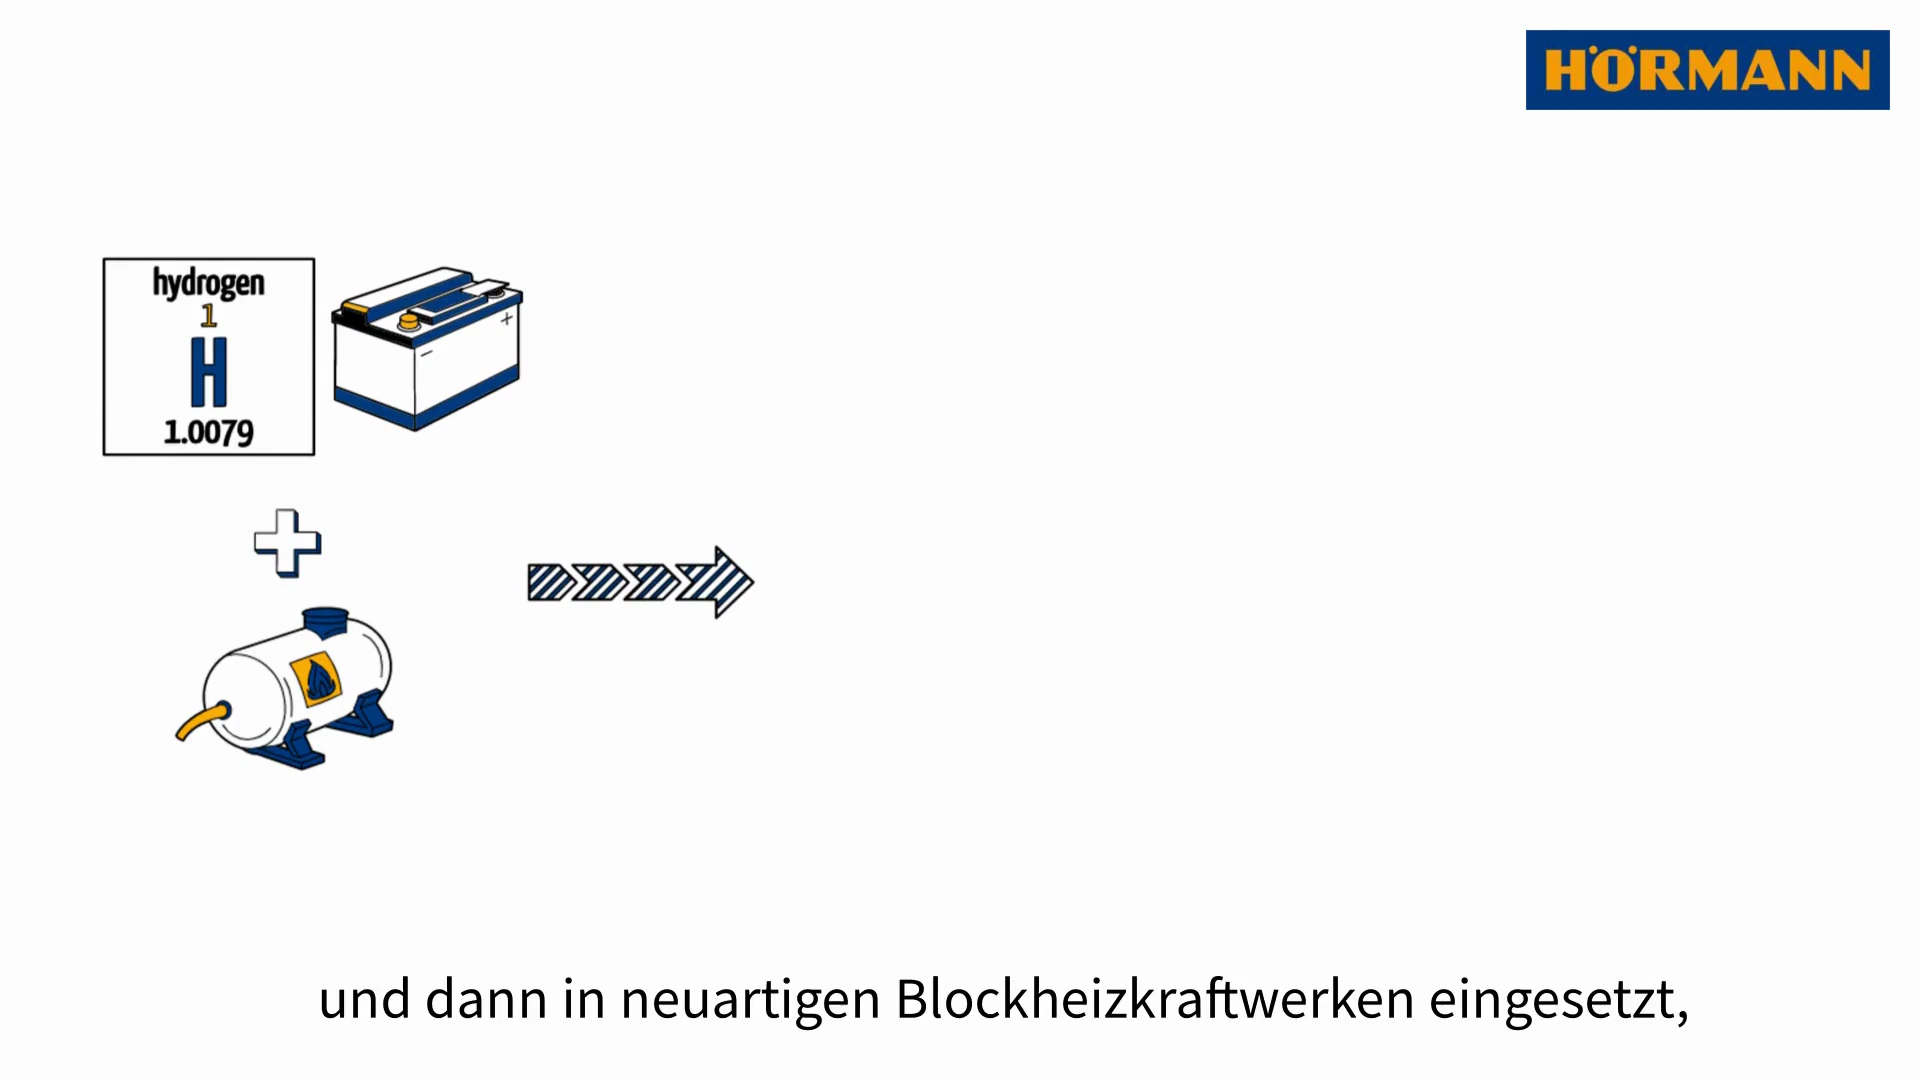 HÖRMANN
hydrogen
1
H
1.0079
+
−
und dann in neuartigen Blockheizkraftwerken eingesetzt,